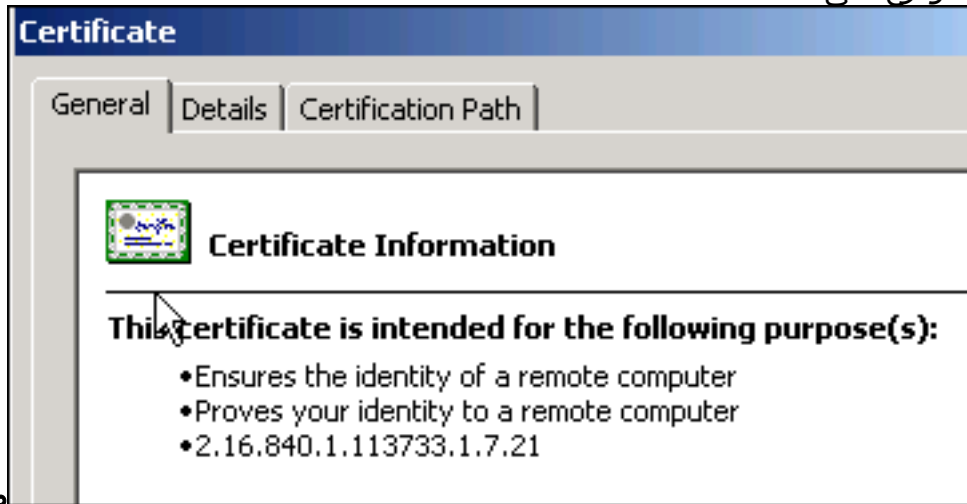 Certificate
General
Details
Certification Path
Certificate Information
This certificate is intended for the following purpose(s):
•Ensures the identity of a remote computer
•Proves your identity to a remote computer
•2.16.840.1.113733.1.7.21